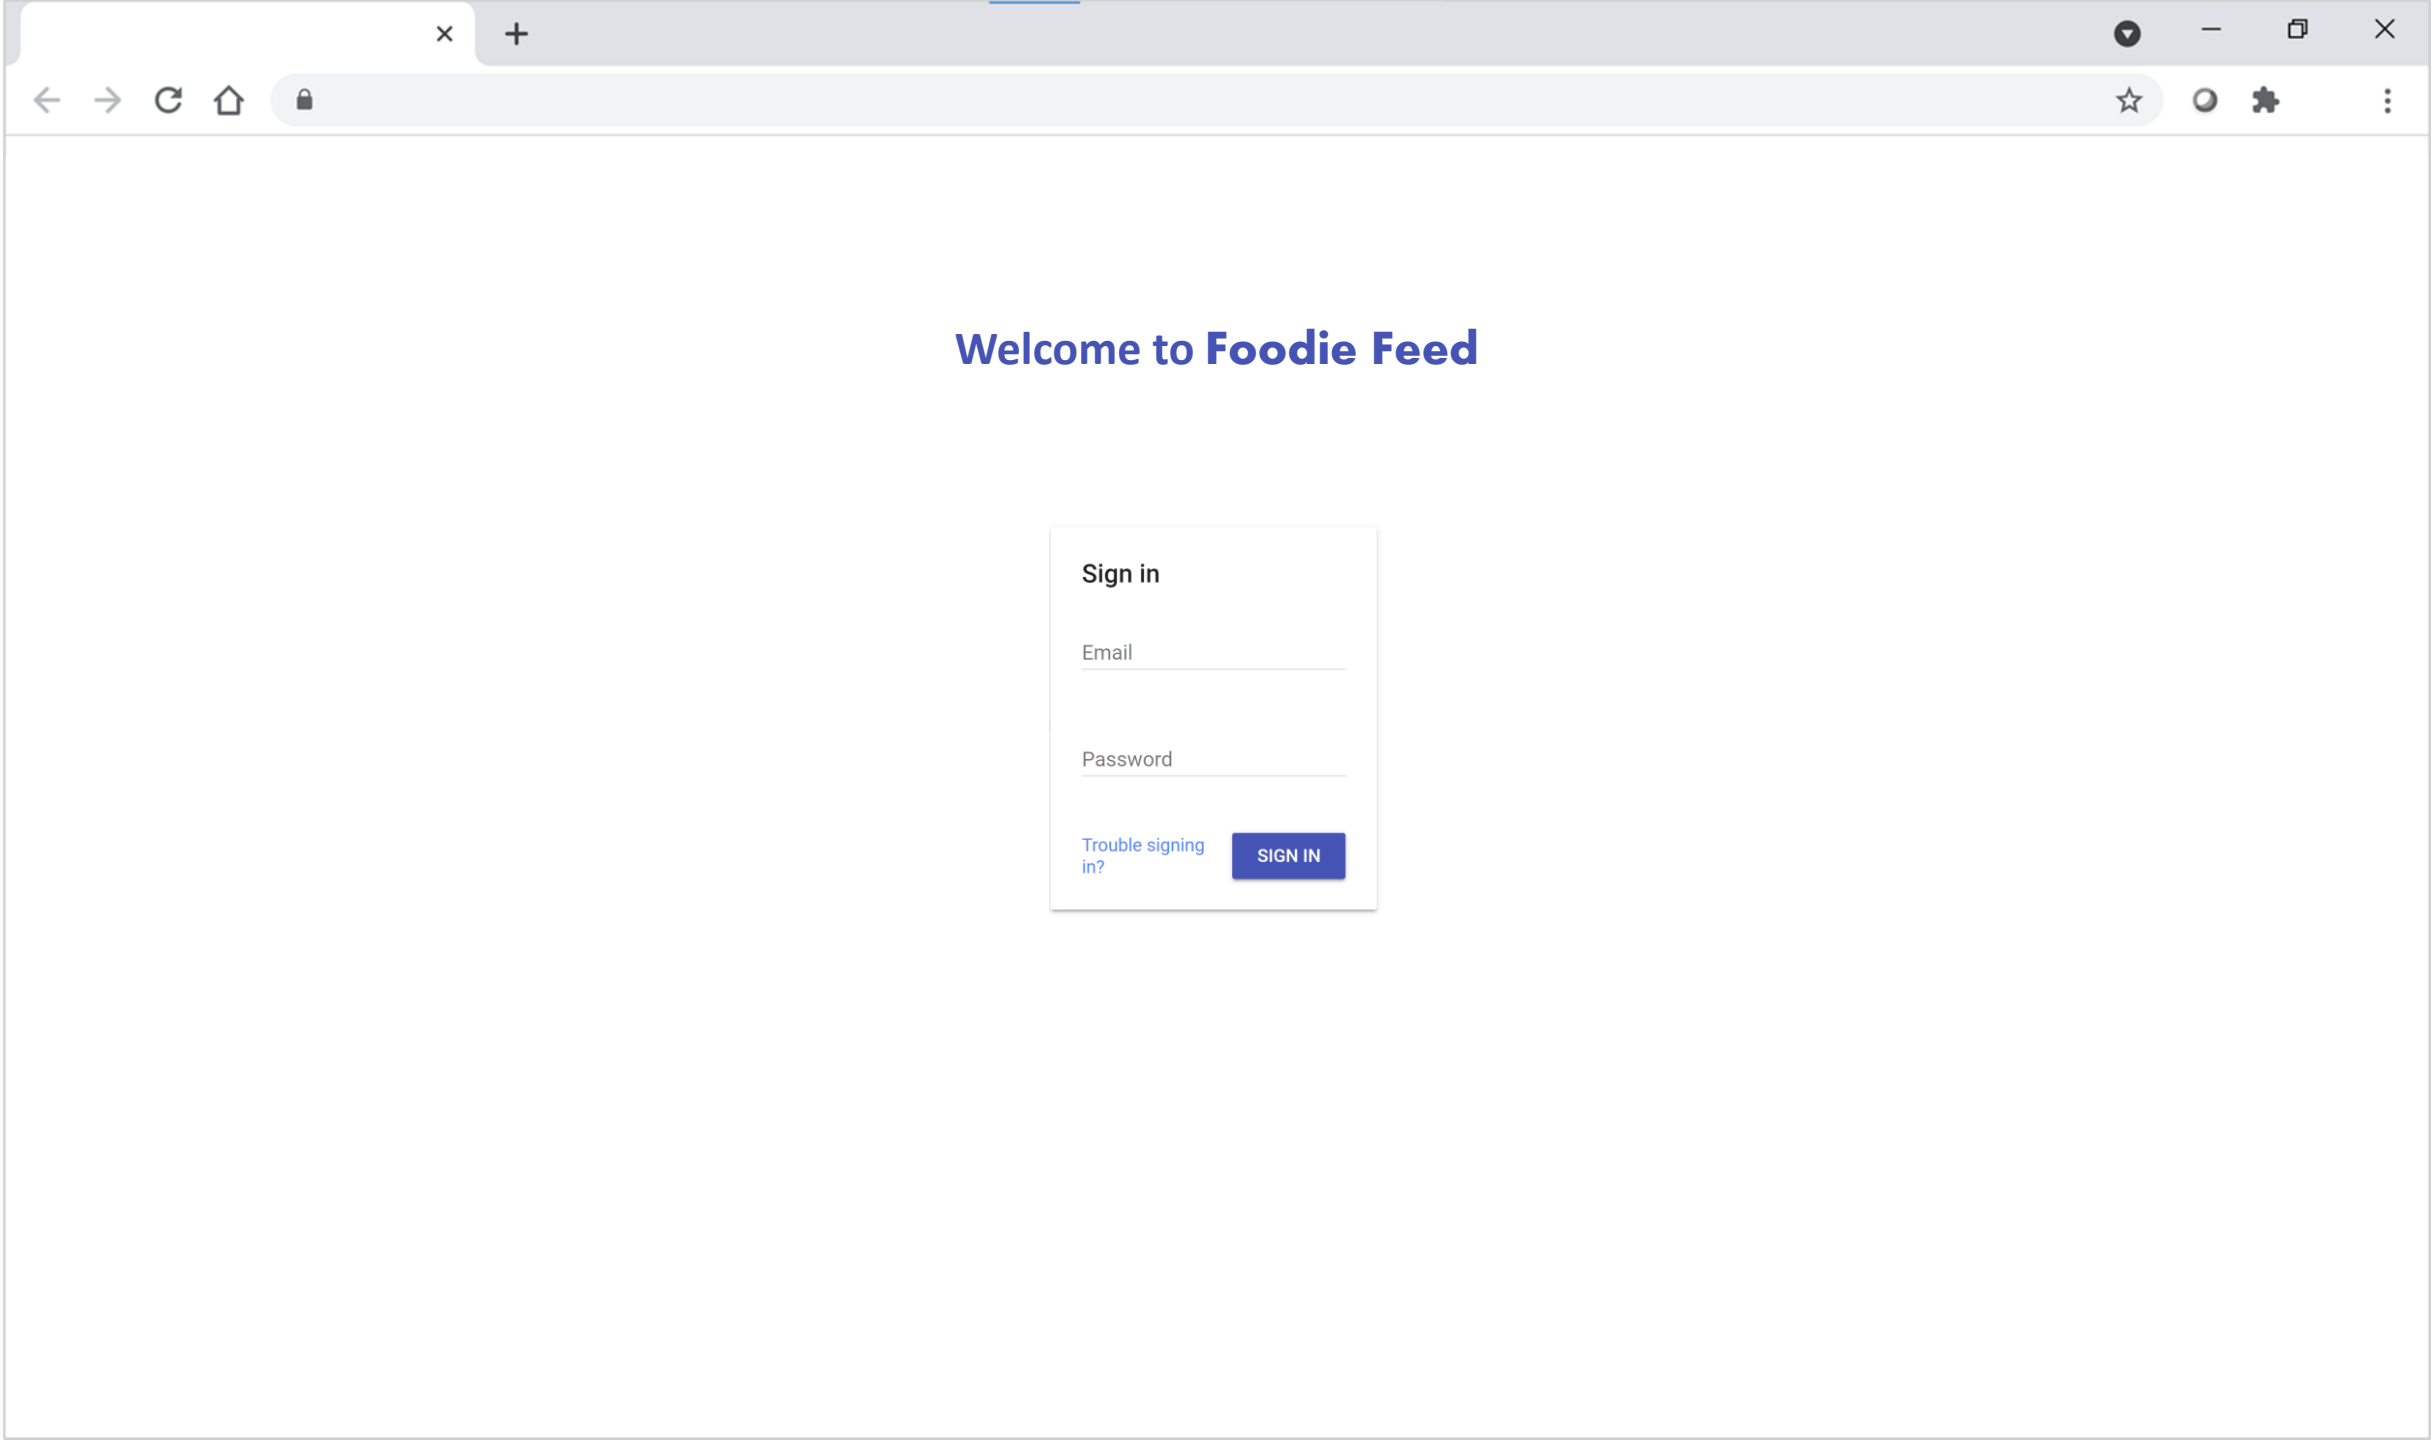 Welcome to Foodie Feed
Sign in
Email
Password
Trouble signing
in?
SIGN IN